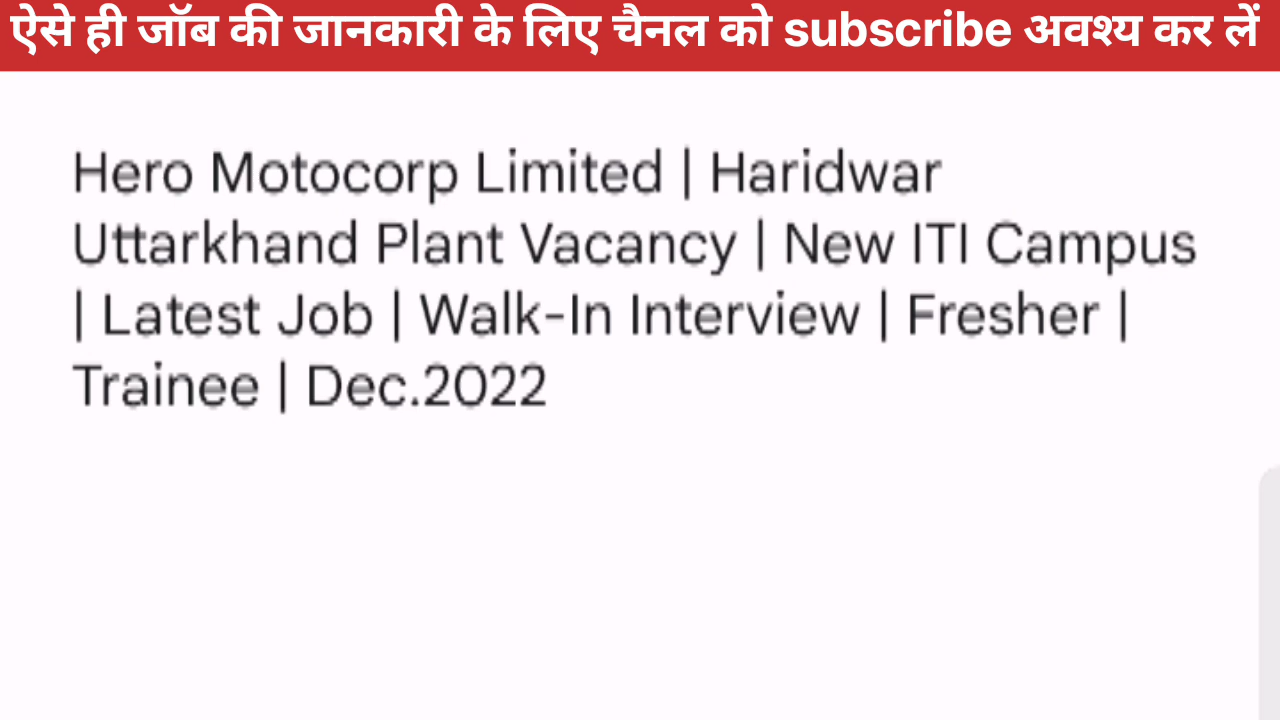 ऐसे ही जॉब की जानकारी के लिए चैनल को subscribe अवश्य कर लें
Hero Motocorp Limited | Haridwar
Uttarkhand Plant Vacancy | New ITI Campus
| Latest Job | Walk-In Interview | Fresher |
Trainee | Dec.2022